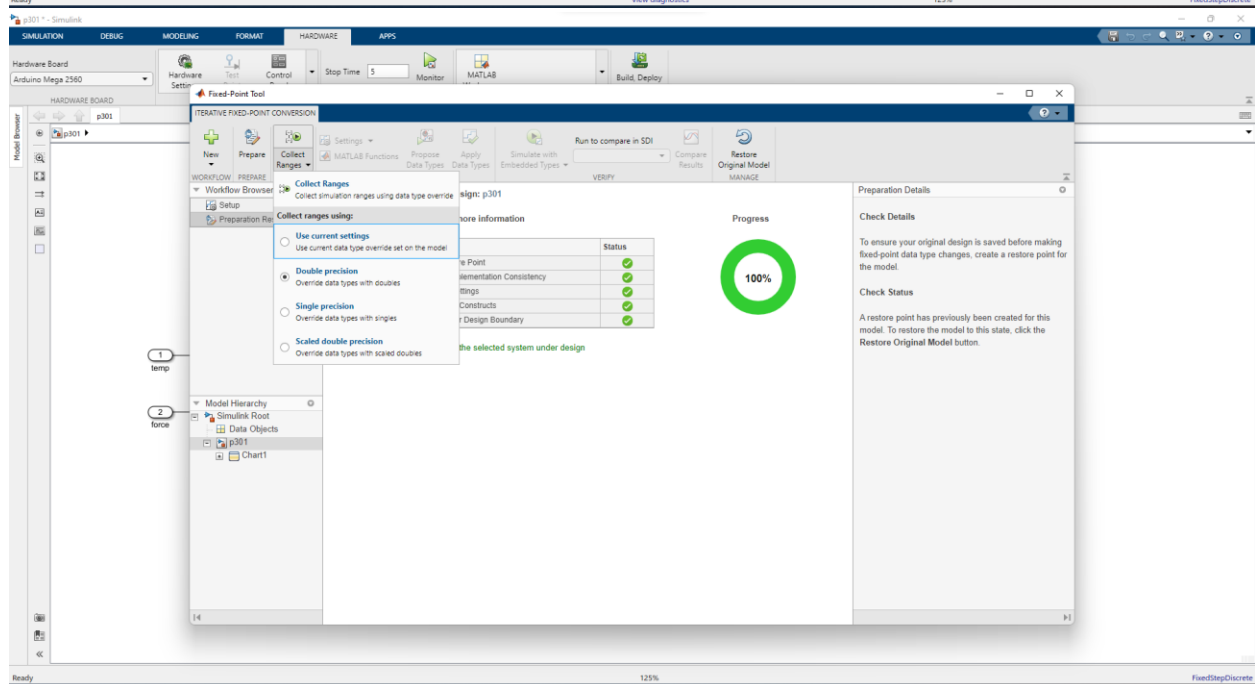 Ready
View diagnostics
125%
FixedStepDiscrete
p301 * - Simulink
SIMULATION
DEBUG
MODELING
FORMAT
HARDWARE
APPS
Hardware Board
Arduino Mega 2560
Hardware
Test
Control
Stop Time 5
Monitor
MATLAB
Build, Deploy
HARDWARE BOARD
Model Browser
p301
p301
Fixed-Point Tool
ITERATIVE FIXED-POINT CONVERSION
New
Prepare
Collect
Ranges
Settings
MATLAB Functions
Propose
Data Types
Apply
Data Types
Simulate with
Embedded Types
Run to compare in SDI
Compare
Results
Restore
Original Model
WORKFLOW
PREPARE
VERIFY
MANAGE
Workflow Browser
Setup
Preparation Re
Collect Ranges
Collect simulation ranges using data type override
Collect ranges using:
Use current settings
Use current data type override set on the model
Double precision
Override data types with doubles
Single precision
Override data types with singles
Scaled double precision
Override data types with scaled doubles
sign: p301
more information
Progress
Status
e Point
lementation Consistency
ttings
Constructs
r Design Boundary
100%
the selected system under design
Preparation Details
Check Details
To ensure your original design is saved before making
fixed-point data type changes, create a restore point for
the model.
Check Status
A restore point has previously been created for this
model. To restore the model to this state, click the
Restore Original Model button.
1
temp
2
force
Model Hierarchy
Simulink Root
Data Objects
p301
Chart1
Ready
125%
FixedStepDiscrete